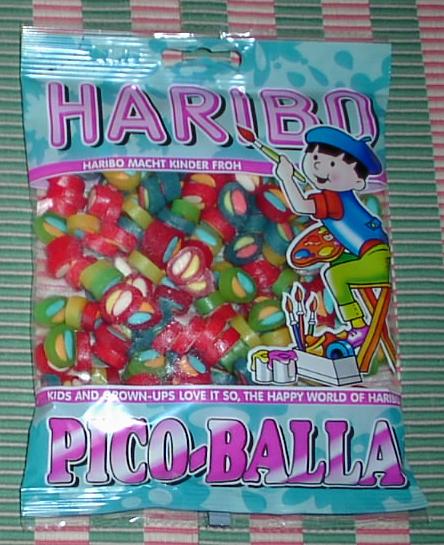 HARIBO
HARIBO MACHT KINDER FROH
KIDS AND GROWN-UPS LOVE IT SO, THE HAPPY WORLD OF HARIBO
PICO-BALLA